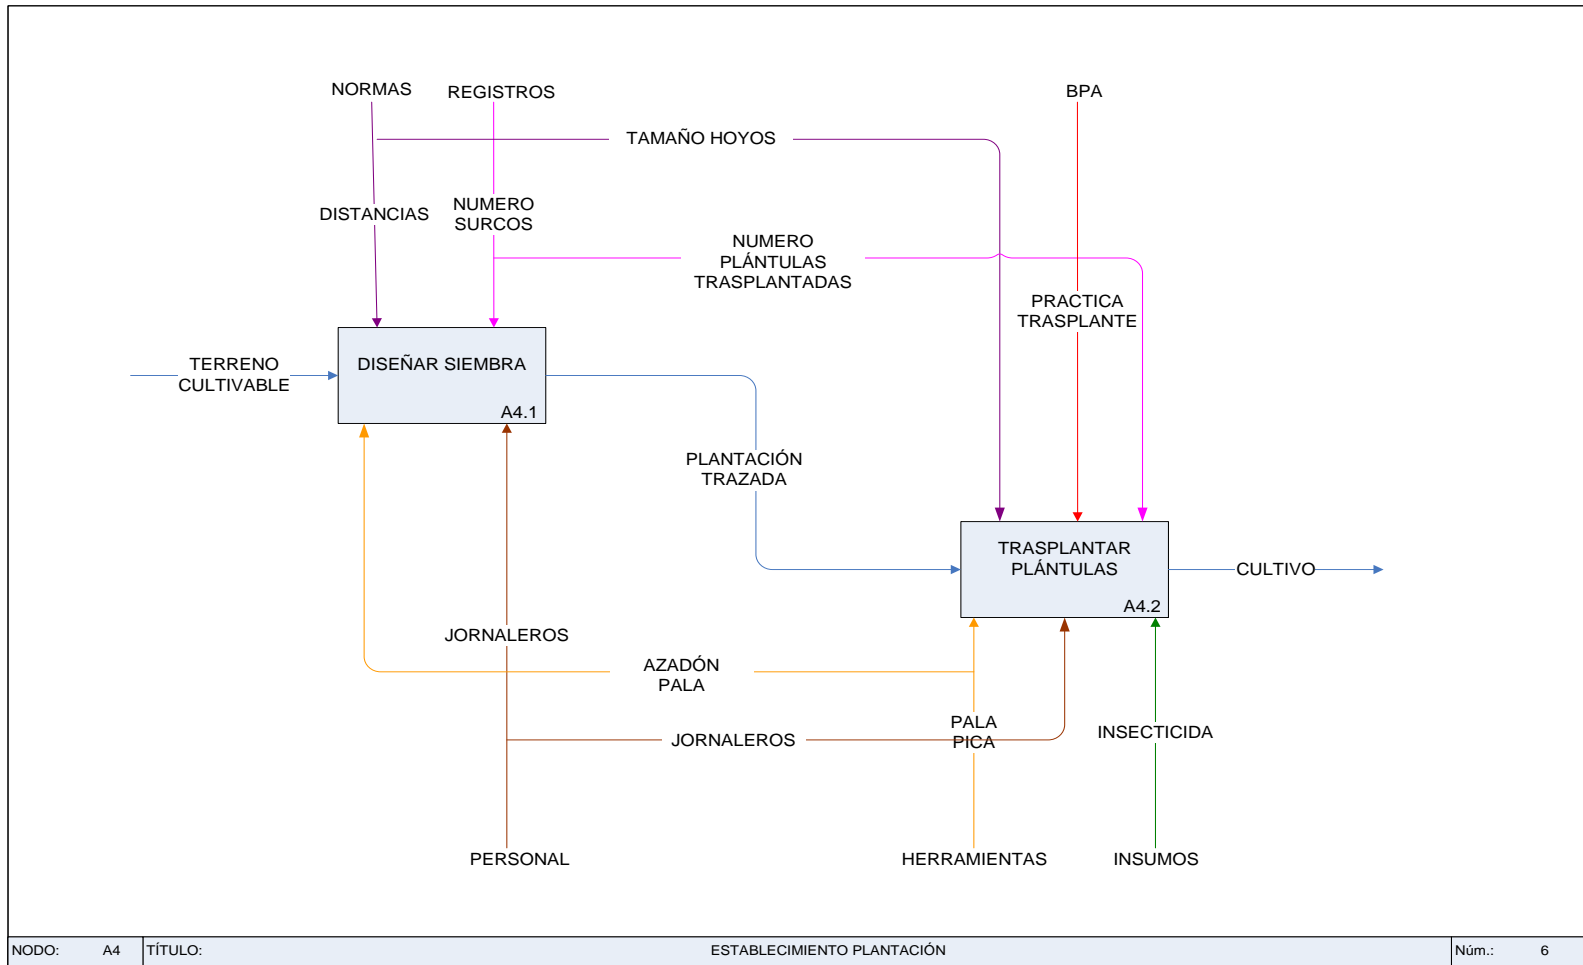 NORMAS
REGISTROS
BPA
TAMAÑO HOYOS
DISTANCIAS
NUMERO
SURCOS
NUMERO
PLÁNTULAS
TRASPLANTADAS
PRACTICA
TRASPLANTE
TERRENO
CULTIVABLE
DISEÑAR SIEMBRA
A4.1
PLANTACIÓN
TRAZADA
TRASPLANTAR
PLÁNTULAS
A4.2
CULTIVO
JORNALEROS
AZADÓN
PALA
JORNALEROS
PALA
PICA
INSECTICIDA
PERSONAL
HERRAMIENTAS
INSUMOS
NODO: A4 TÍTULO: ESTABLECIMIENTO PLANTACIÓN Núm.: 6